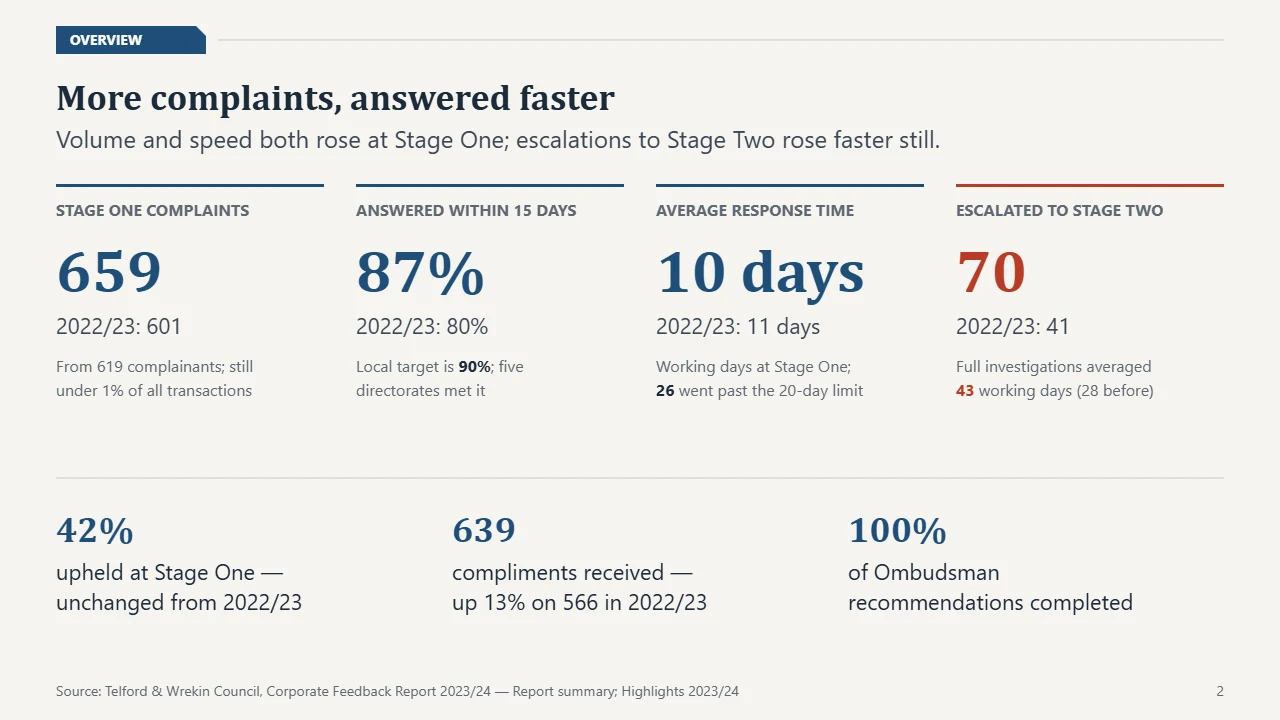 OVERVIEW
More complaints, answered faster
Volume and speed both rose at Stage One; escalations to Stage Two rose faster still.
STAGE ONE COMPLAINTS
659
2022/23: 601
From 619 complainants; still
under 1% of all transactions
ANSWERED WITHIN 15 DAYS
87%
2022/23: 80%
Local target is 90%; five
directorates met it
AVERAGE RESPONSE TIME
10 days
2022/23: 11 days
Working days at Stage One;
26 went past the 20-day limit
ESCALATED TO STAGE TWO
70
2022/23: 41
Full investigations averaged
43 working days (28 before)
42%
upheld at Stage One —
unchanged from 2022/23
639
compliments received —
up 13% on 566 in 2022/23
100%
of Ombudsman
recommendations completed
Source: Telford & Wrekin Council, Corporate Feedback Report 2023/24 — Report summary; Highlights 2023/24
2